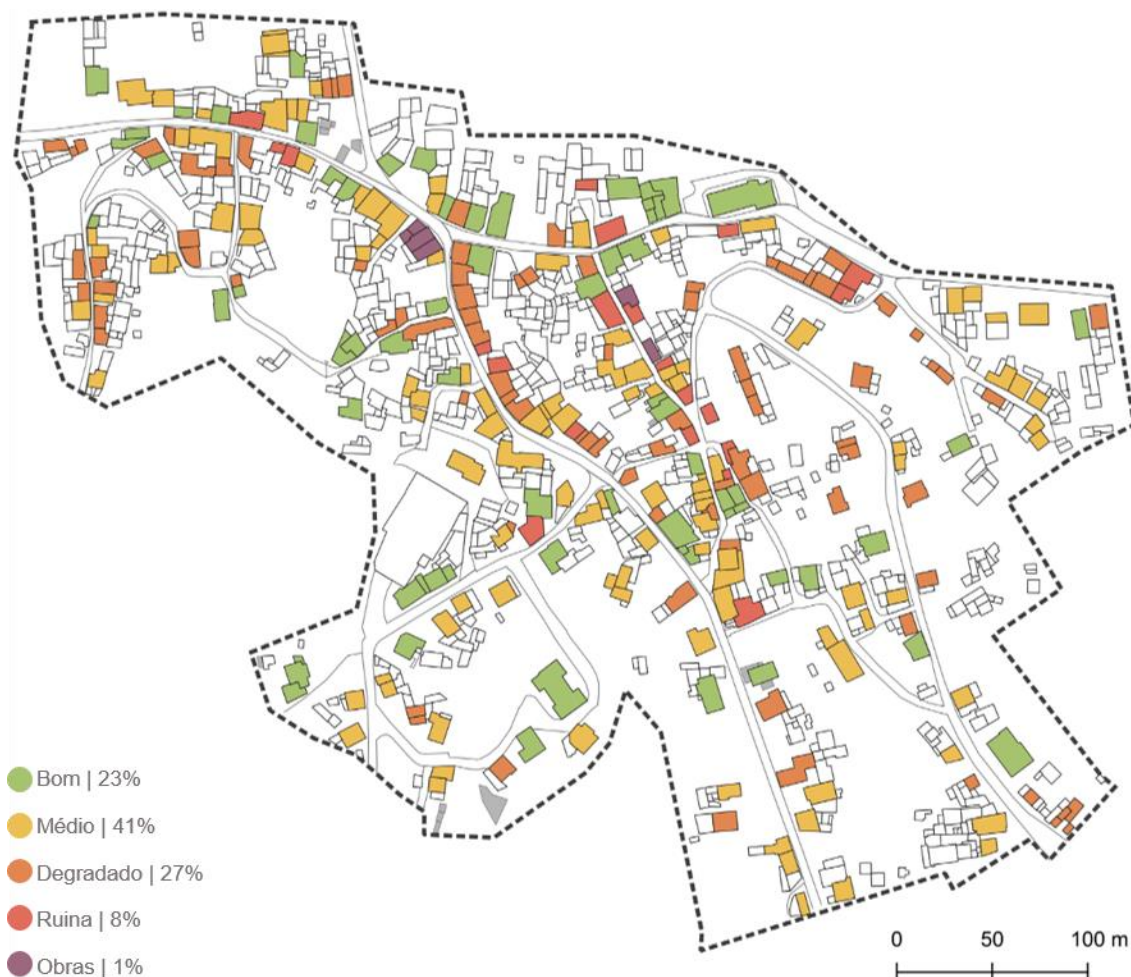 Bom | 23%
Médio | 41%
Degradado | 27%
Ruina | 8%
Obras | 1%
0 50 100 m